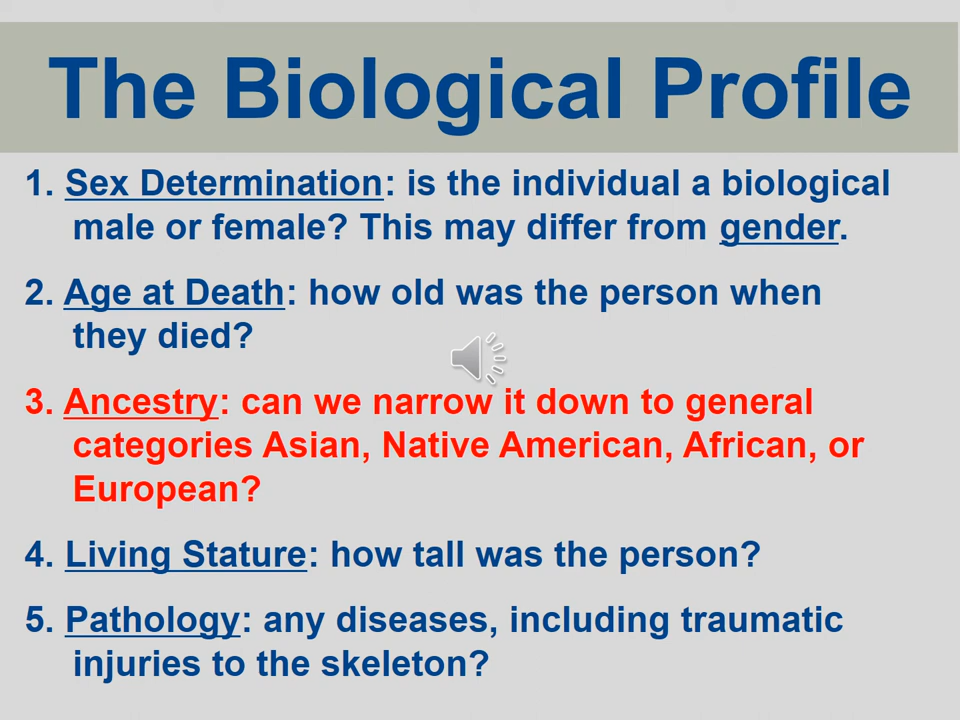 The Biological Profile
1. Sex Determination: is the individual a biological
male or female? This may differ from gender.
2. Age at Death: how old was the person when
they died?
3. Ancestry: can we narrow it down to general
categories Asian, Native American, African, or
European?
4. Living Stature: how tall was the person?
5. Pathology: any diseases, including traumatic
injuries to the skeleton?